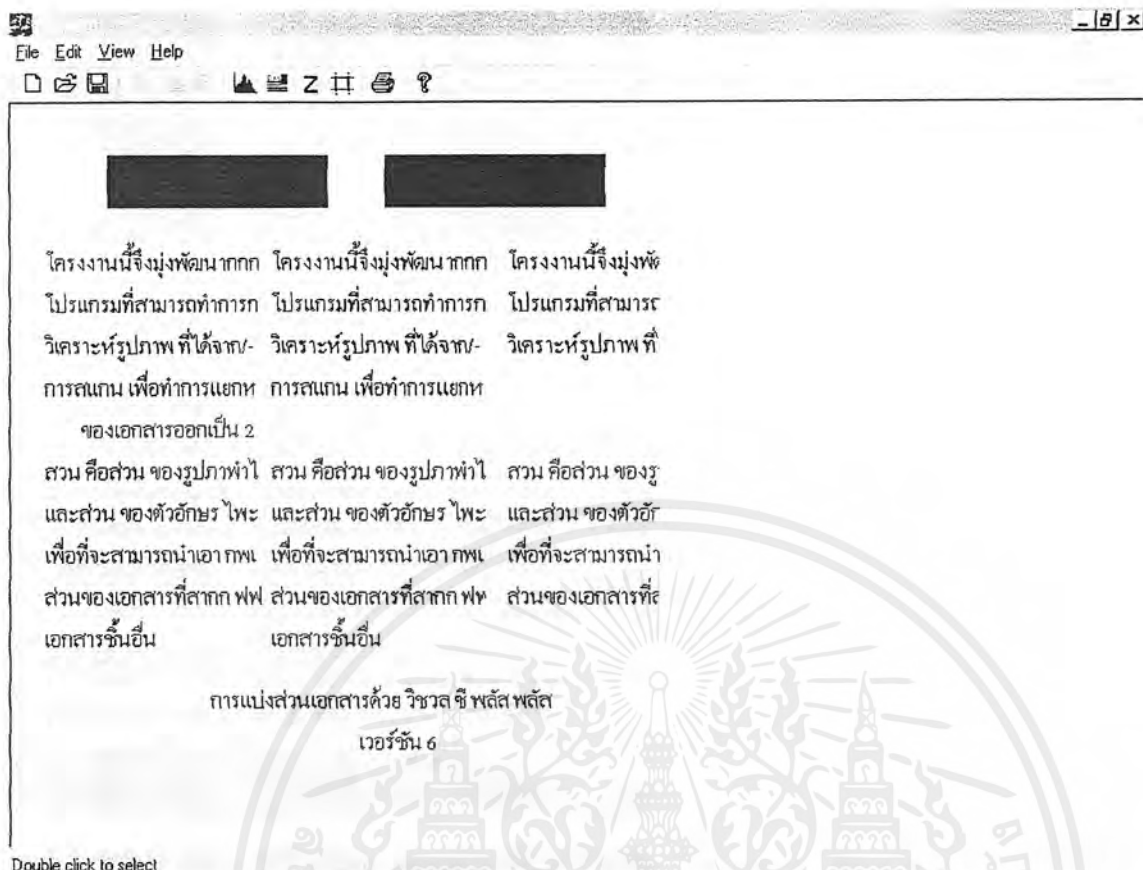 File Edit View Help
โครงงานนี้จึงมุ่งพัฒนากกก โครงงานนี้จึงมุ่งพัฒนากกก โครงงานนี้จึงมุ่งพั
โปรแกรมที่สามารถทำการก โปรแกรมที่สามารถทำการก โปรแกรมที่สามาร
วิเคราะห์รูปภาพ ที่ได้จาก/- วิเคราะห์รูปภาพ ที่ได้จาก/- วิเคราะห์รูปภาพ ที่
การสแกน เพื่อทำการแยกห การสแกน เพื่อทำการแยกห
ของเอกสารออกเป็น 2
สวน คือส่วน ของรูปภาพำไ สวน คือส่วน ของรูปภาพำไ สวน คือส่วน ของรู
และส่วน ของตัวอักษร ไพะ และส่วน ของตัวอักษร ไพะ และส่วน ของตัวอั
เพื่อที่จะสามารถนำเอา กพเ เพื่อที่จะสามารถนำเอา กพเ เพื่อที่จะสามารถนำ
ส่วนของเอกสารที่สากก ฟฟ ส่วนของเอกสารที่สากก ฟฟ ส่วนของเอกสารที่
เอกสารชิ้นอื่น เอกสารชิ้นอื่น
การแบ่งส่วนเอกสารด้วย วิชวล ซี พลัส พลัส
เวอร์ชัน 6
Double click to select